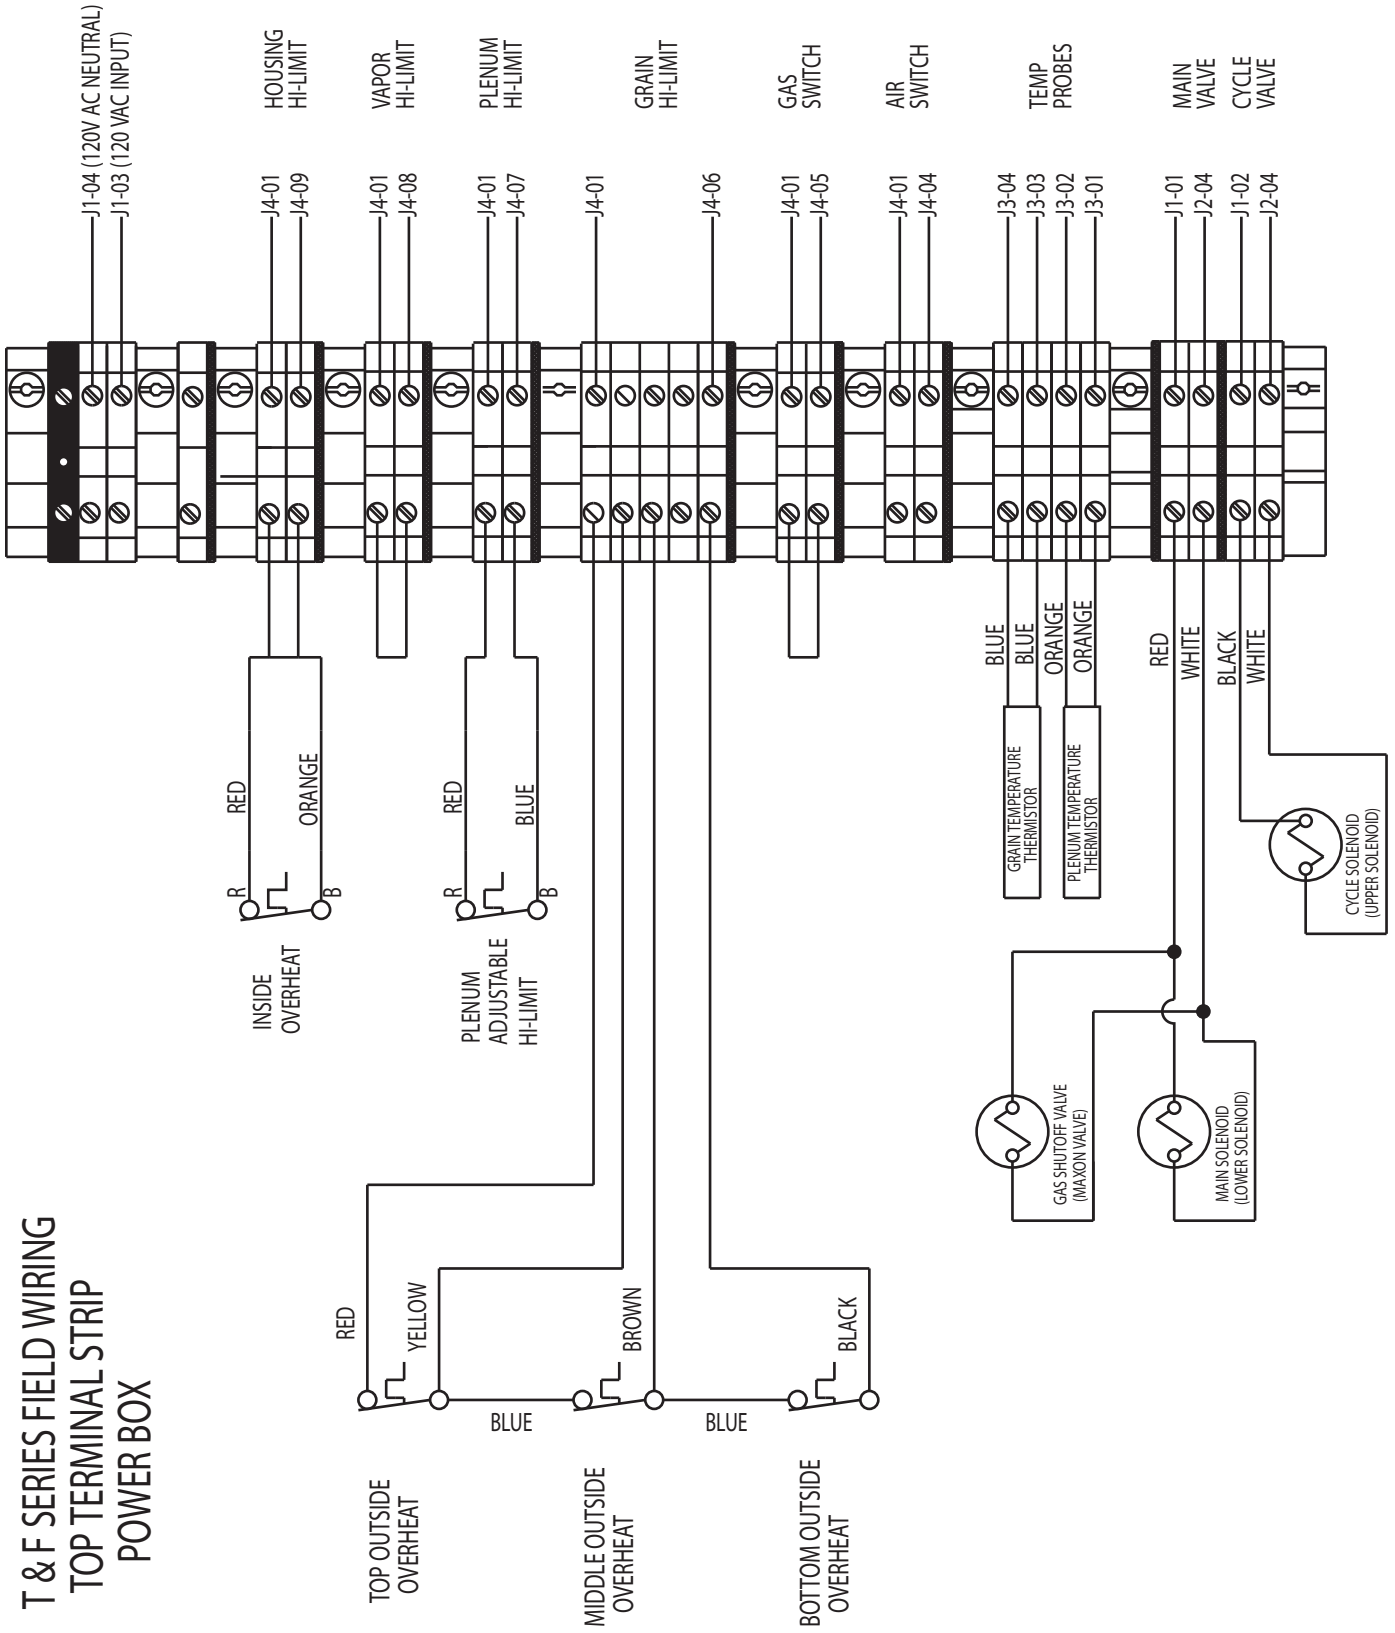 T & F SERIES FIELD WIRING
TOP TERMINAL STRIP
POWER BOX
J1-04 (120V AC NEUTRAL)
J1-03 (120 VAC INPUT)
HOUSING
HI-LIMIT
J4-01
J4-09
VAPOR
HI-LIMIT
J4-01
J4-08
PLENUM
HI-LIMIT
J4-01
J4-07
GRAIN
HI-LIMIT
J4-01
J4-06
GAS
SWITCH
J4-01
J4-05
AIR
SWITCH
J4-01
J4-04
TEMP
PROBES
J3-04
J3-03
J3-02
J3-01
MAIN
VALVE
J1-01
J2-04
CYCLE
VALVE
J1-02
J2-04
RED
ORANGE
R
B
INSIDE
OVERHEAT
RED
BLUE
R
B
PLENUM
ADJUSTABLE
HI-LIMIT
RED
YELLOW
BLUE
BROWN
BLUE
BLACK
TOP OUTSIDE
OVERHEAT
MIDDLE OUTSIDE
OVERHEAT
BOTTOM OUTSIDE
OVERHEAT
BLUE
BLUE
ORANGE
ORANGE
GRAIN TEMPERATURE
THERMISTOR
PLENUM TEMPERATURE
THERMISTOR
RED
WHITE
BLACK
WHITE
GAS SHUTOFF VALVE
(MAXON VALVE)
MAIN SOLENOID
(LOWER SOLENOID)
CYCLE SOLENOID
(UPPER SOLENOID)